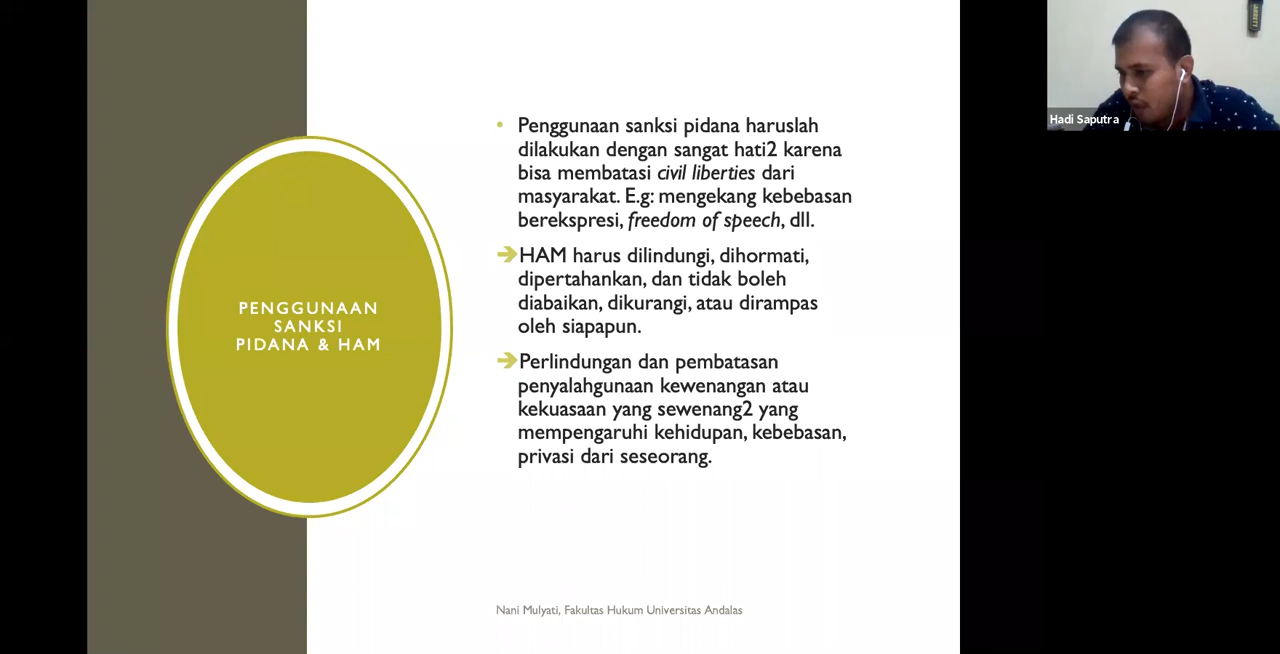 PENGGUNAAN
SANKSI
PIDANA & HAM
• Penggunaan sanksi pidana haruslah
dilakukan dengan sangat hati2 karena
bisa membatasi civil liberties dari
masyarakat. E.g: mengekang kebebasan
berekspresi, freedom of speech, dll.
➔HAM harus dilindungi, dihormati,
dipertahankan, dan tidak boleh
diabaikan, dikurangi, atau dirampas
oleh siapapun.
➔Perlindungan dan pembatasan
penyalahgunaan kewenangan atau
kekuasaan yang sewenang2 yang
mempengaruhi kehidupan, kebebasan,
privasi dari seseorang.
Nani Mulyati, Fakultas Hukum Universitas Andalas
Hadi Saputra